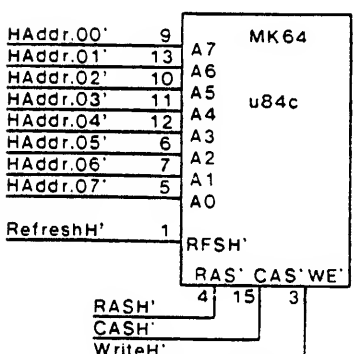 HAddr.00' 9 A7 MK64
HAddr.01' 13 A6
HAddr.02' 10 A5 u84c
HAddr.03' 11 A4
HAddr.04' 12 A3
HAddr.05' 6 A2
HAddr.06' 7 A1
HAddr.07' 5 A0
RefreshH' 1 RFSH'
RAS' CAS' WE'
4 15 3
RASH'
CASH'
WriteH'